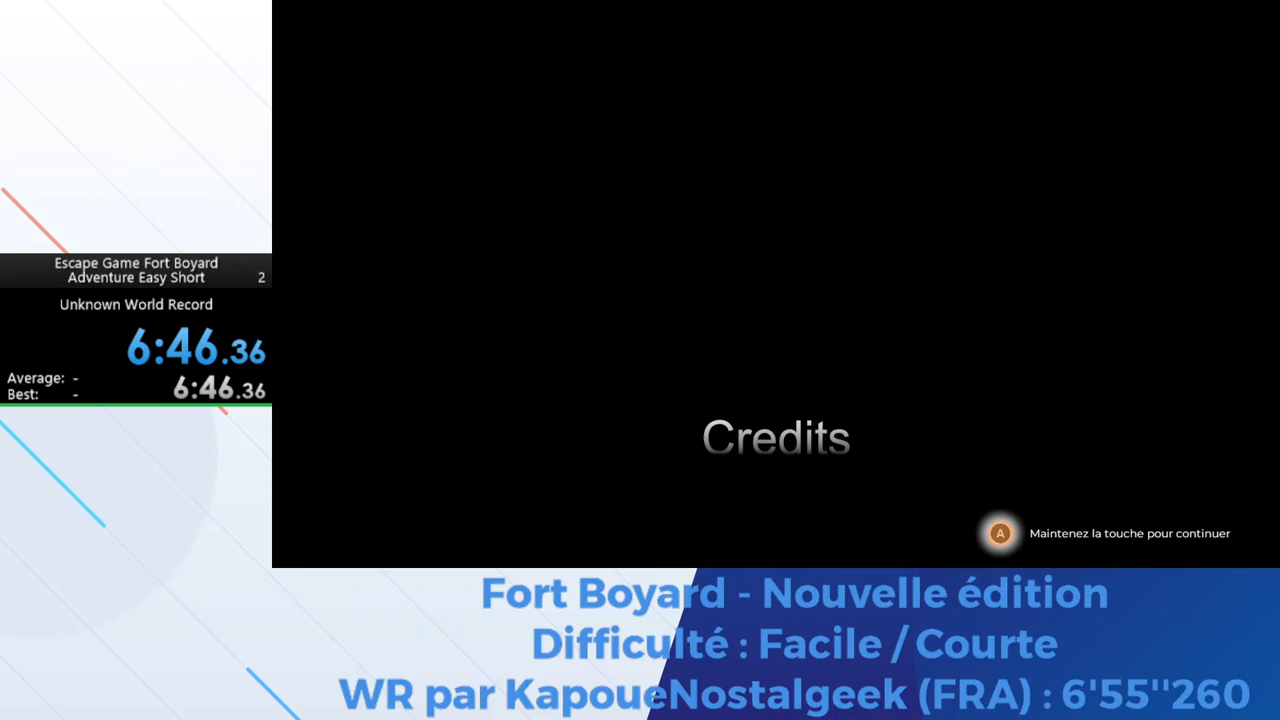 Escape Game Fort Boyard
Adventure Easy Short 2
Unknown World Record
6:46.36
Average: - 6:46.36
Best: -
Credits
A Maintenez la touche pour continuer
Fort Boyard - Nouvelle édition
Difficulté : Facile / Courte
WR par KapoueNostalgeek (FRA) : 6'55''260